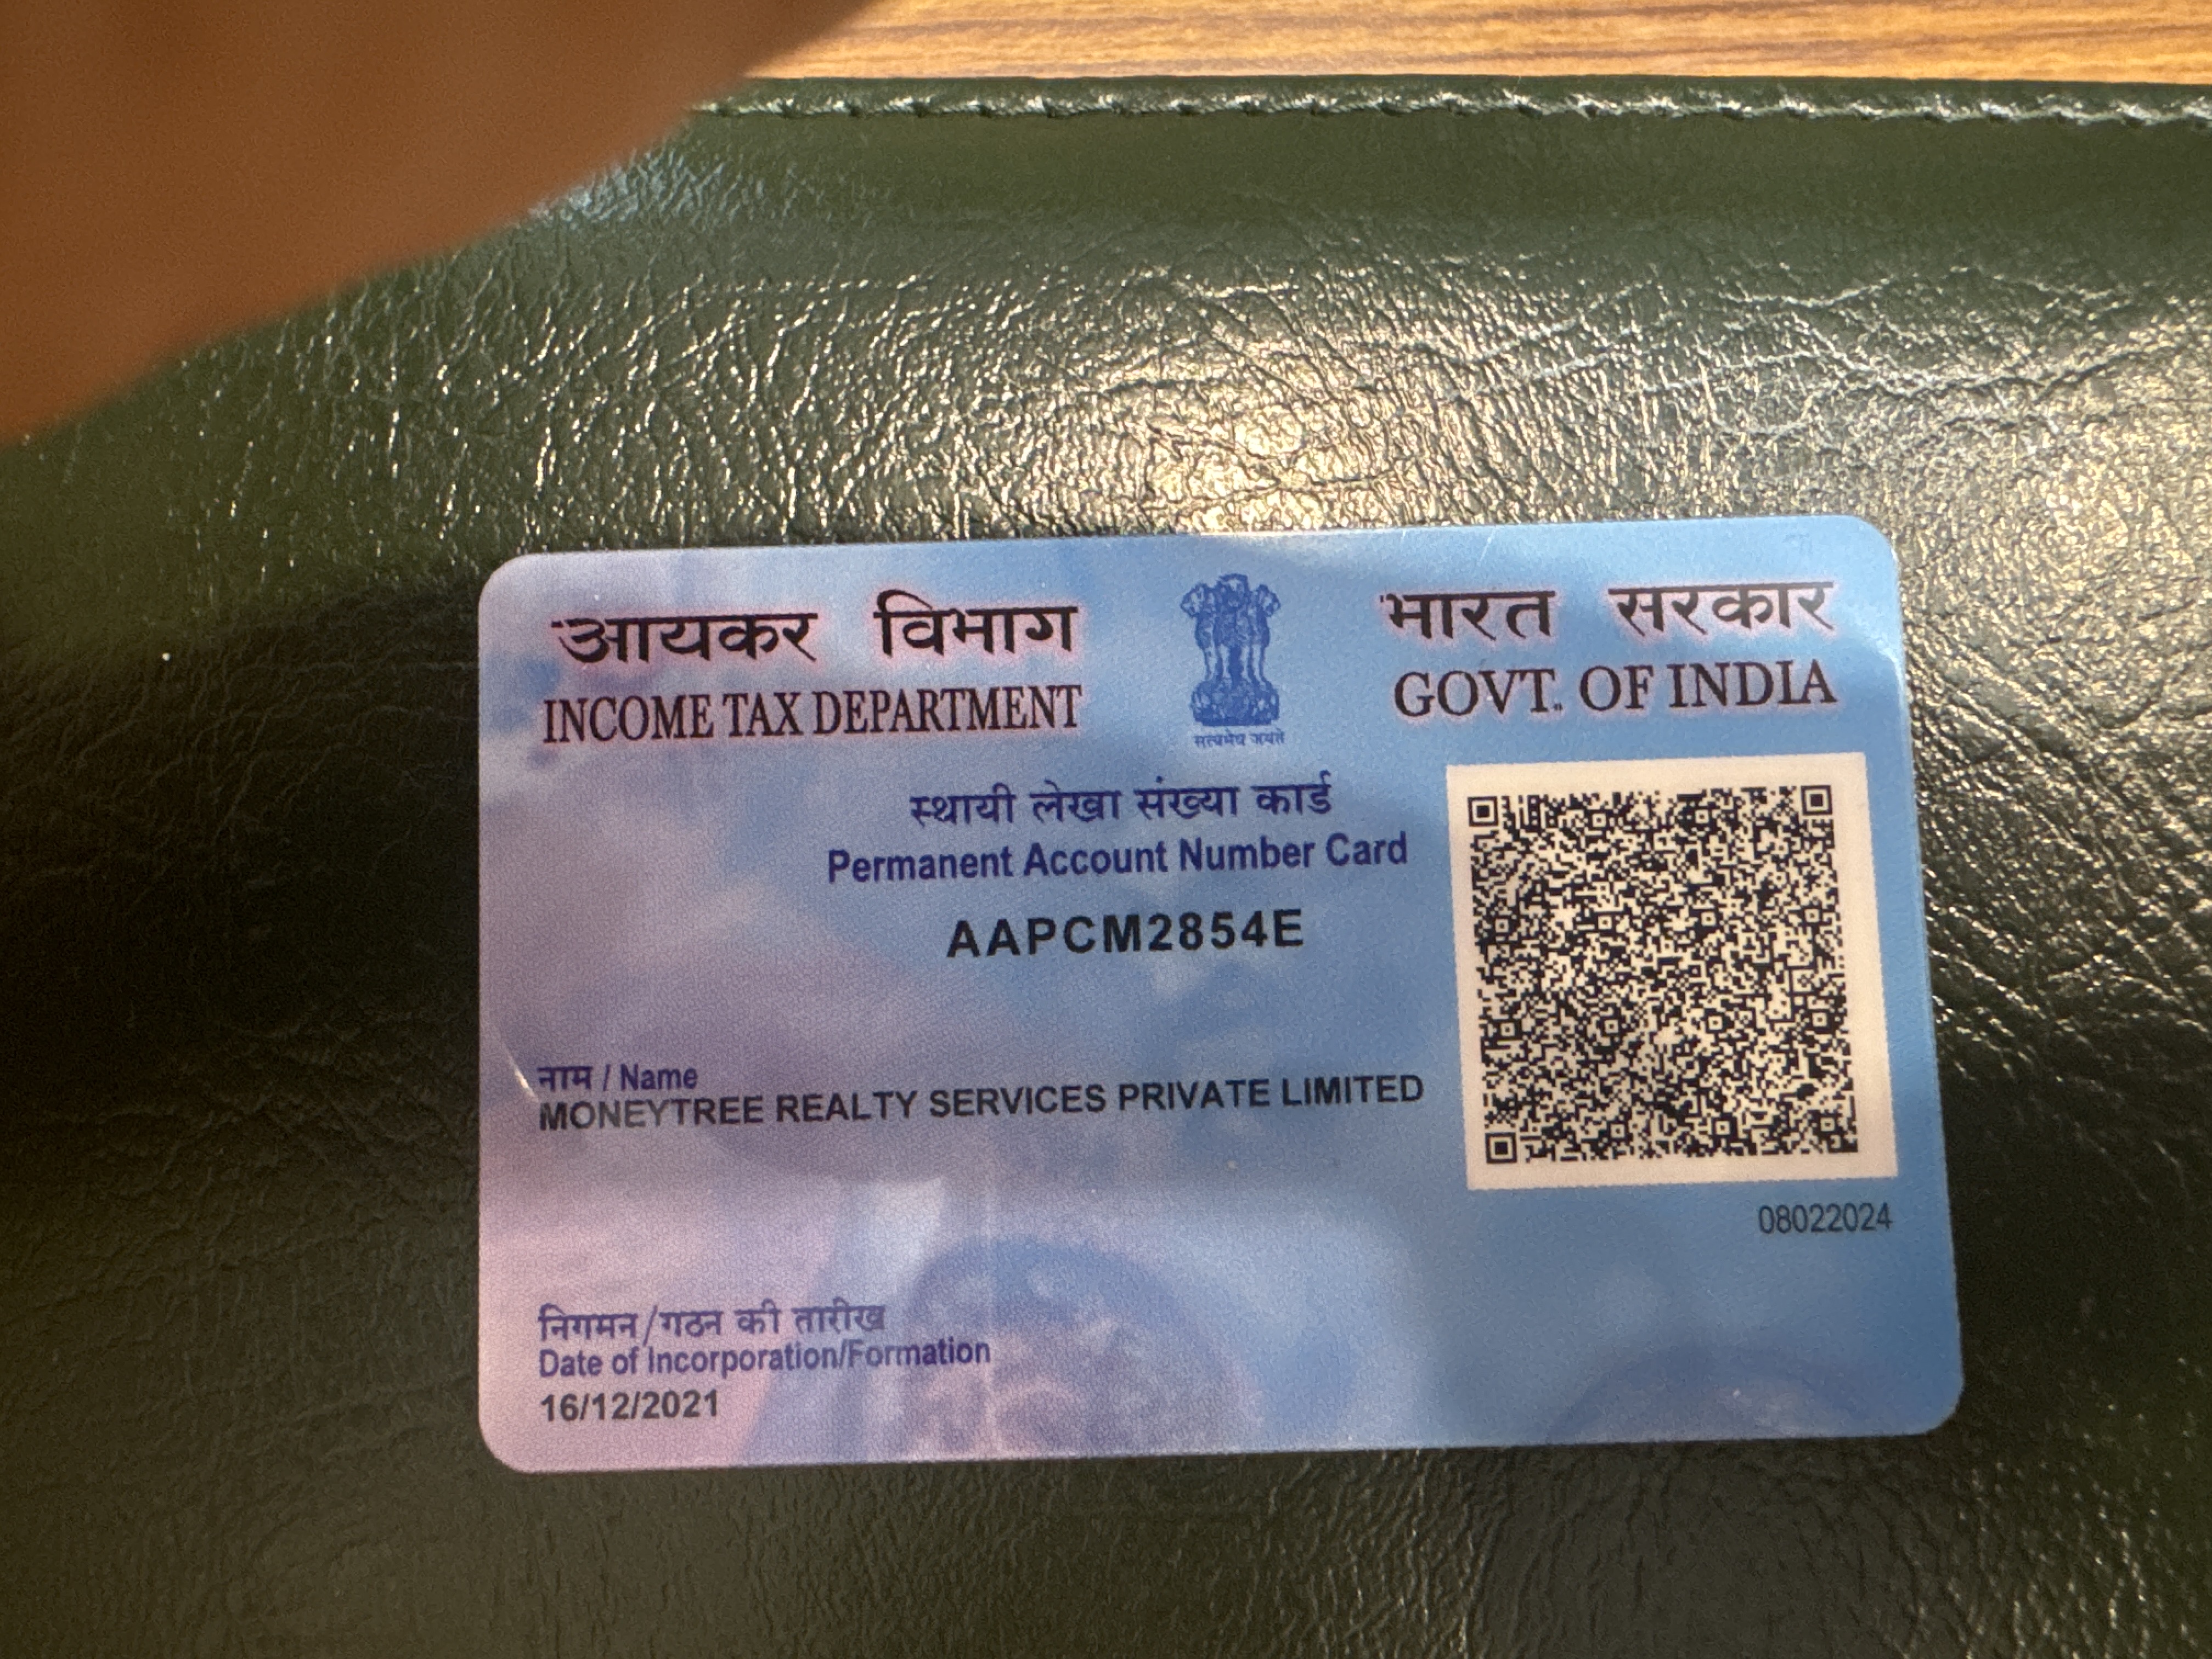 आयकर विभाग
INCOME TAX DEPARTMENT
सत्यमेव जयते
भारत सरकार
GOVT. OF INDIA
स्थायी लेखा संख्या कार्ड
Permanent Account Number Card
AAPCM2854E
नाम / Name
MONEYTREE REALTY SERVICES PRIVATE LIMITED
08022024
निगमन/गठन की तारीख
Date of Incorporation/Formation
16/12/2021